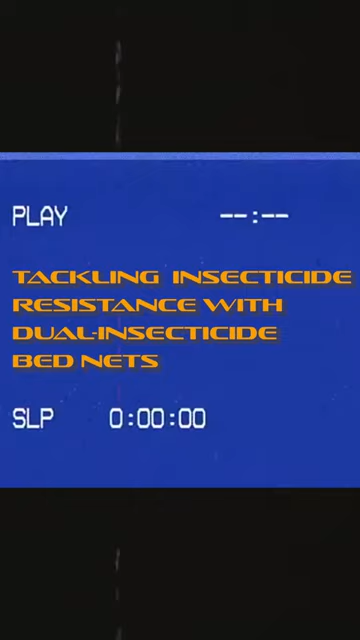 PLAY --:--
TACKLING INSECTICIDE
RESISTANCE WITH
DUAL-INSECTICIDE
BED NETS
SLP 0:00:00